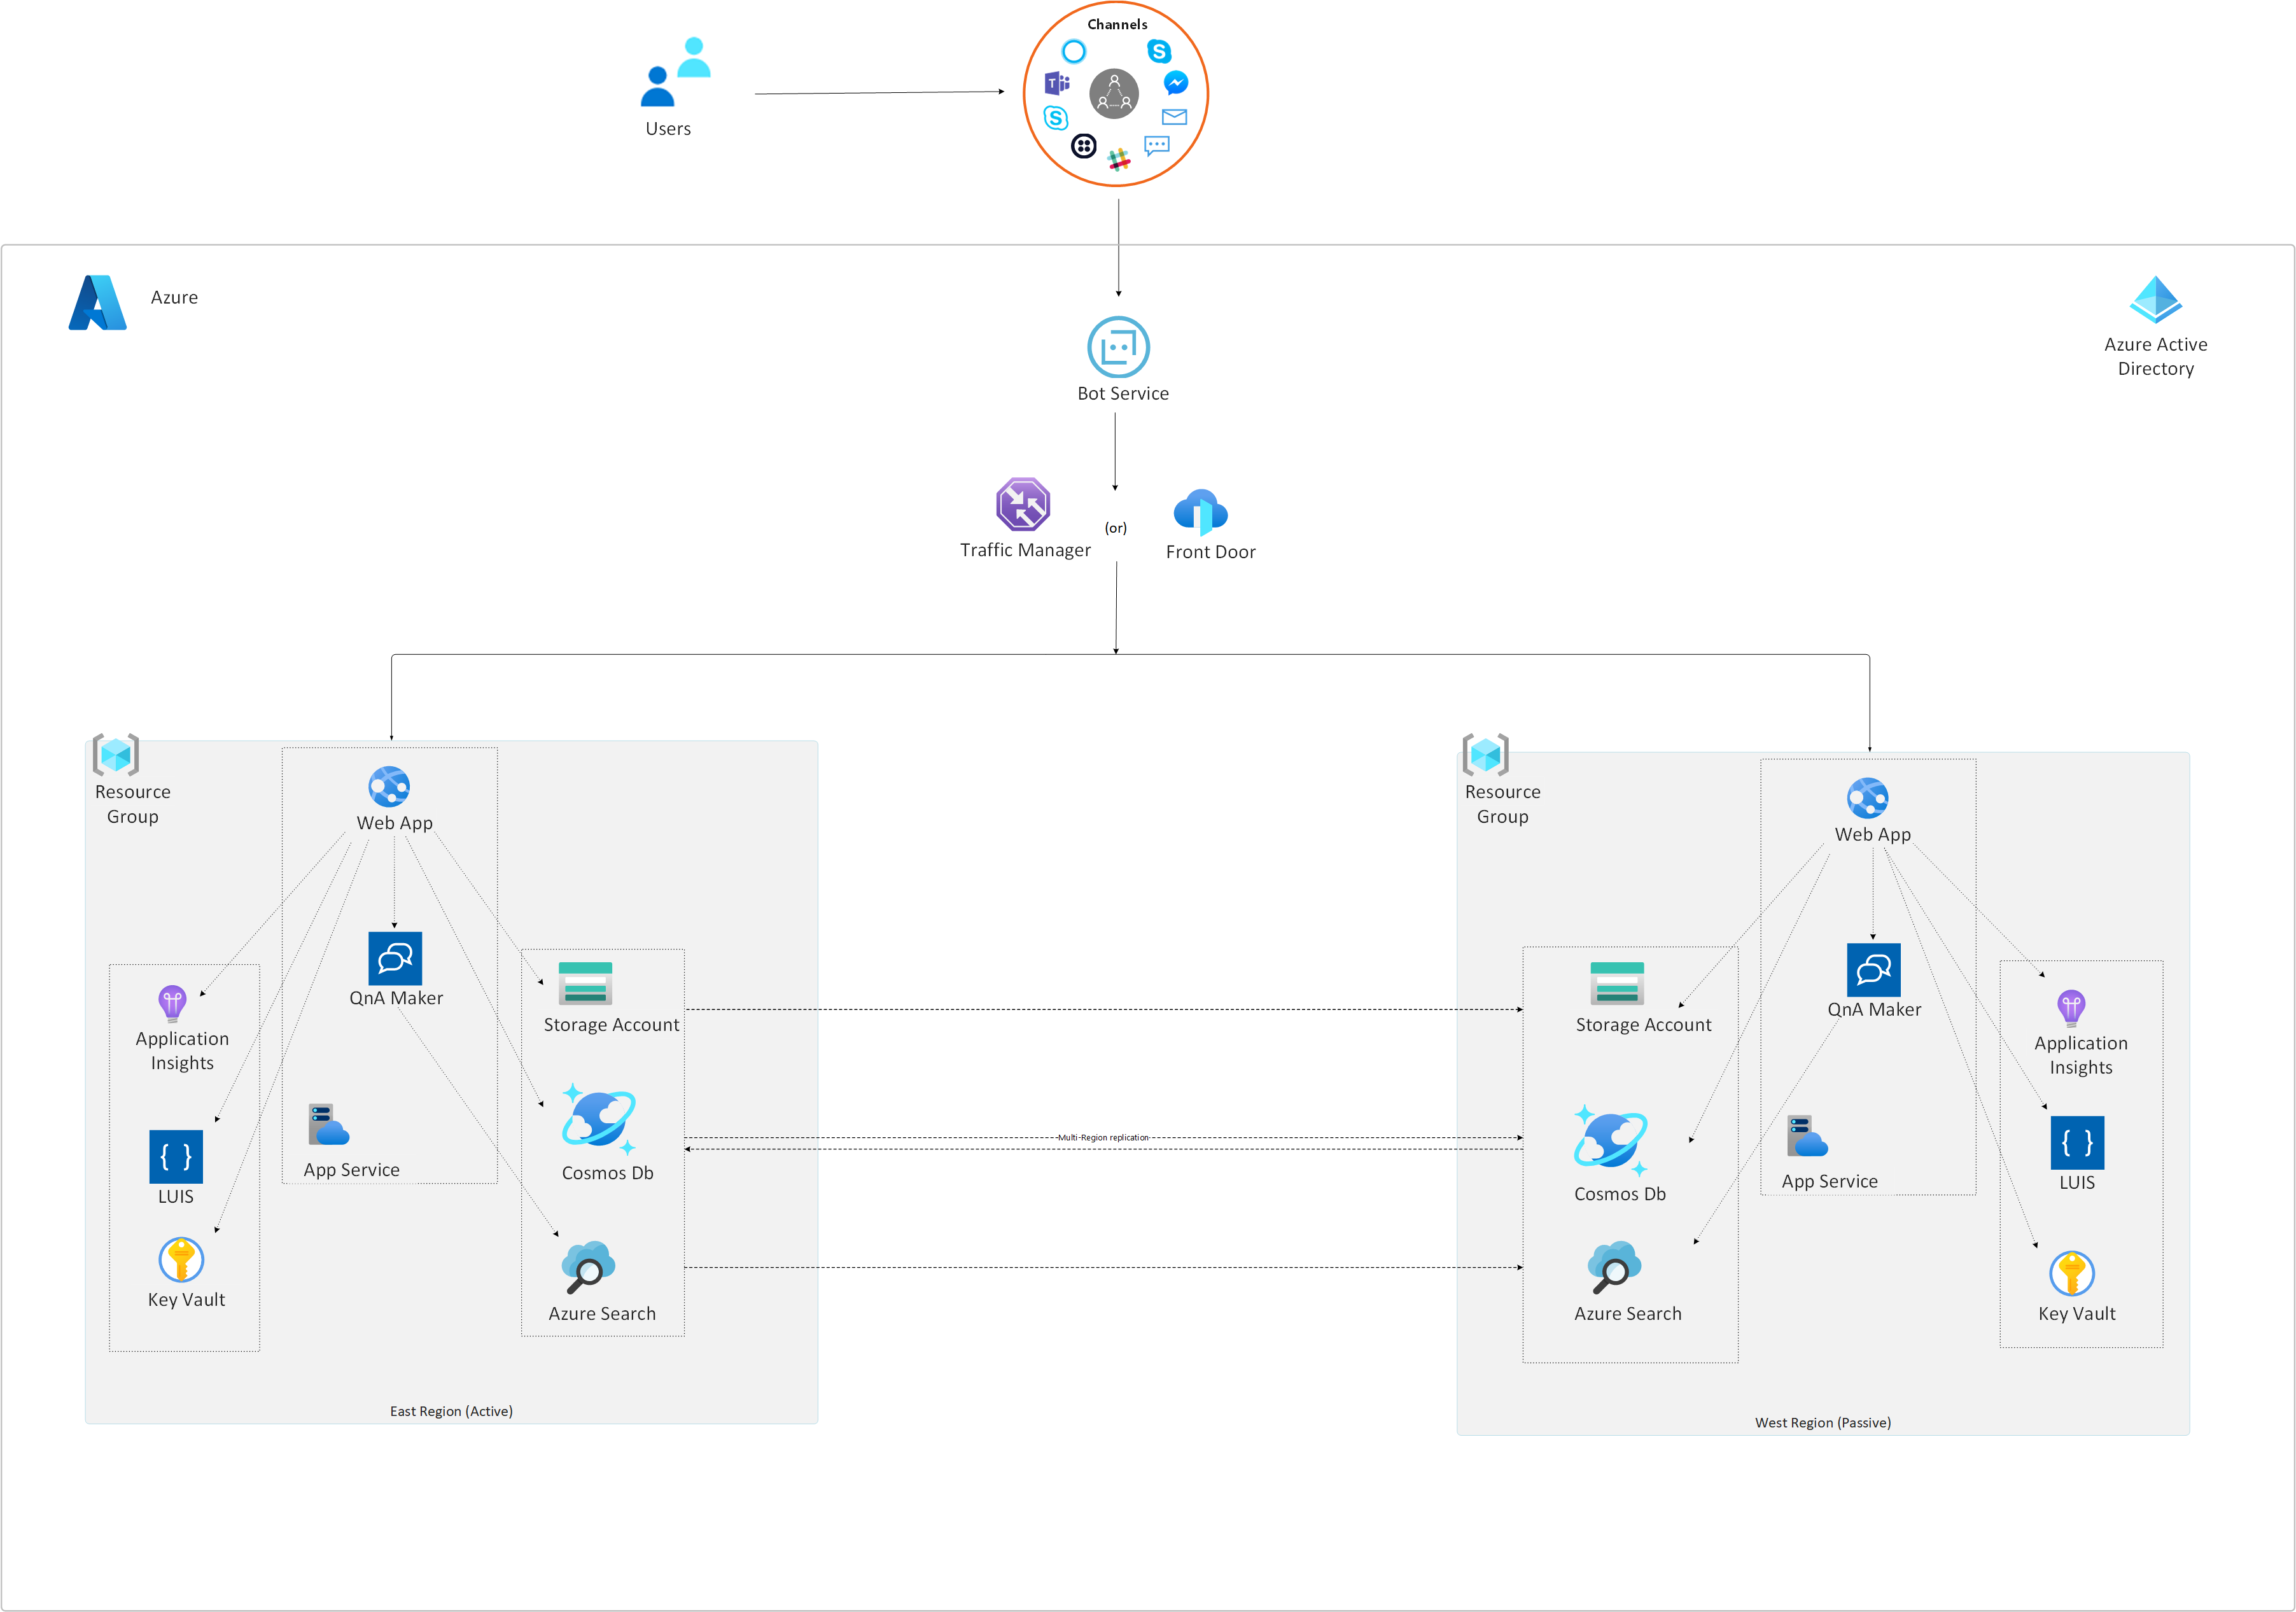 Channels
Users
Azure
Azure Active
Directory
Bot Service
Traffic Manager
(or)
Front Door
Resource
Group
Web App
QnA Maker
Application
Insights
LUIS
Key Vault
App Service
Storage Account
Cosmos Db
Azure Search
East Region (Active)
Multi-Region replication
Resource
Group
Web App
QnA Maker
Storage Account
Cosmos Db
Azure Search
App Service
Application
Insights
LUIS
Key Vault
West Region (Passive)